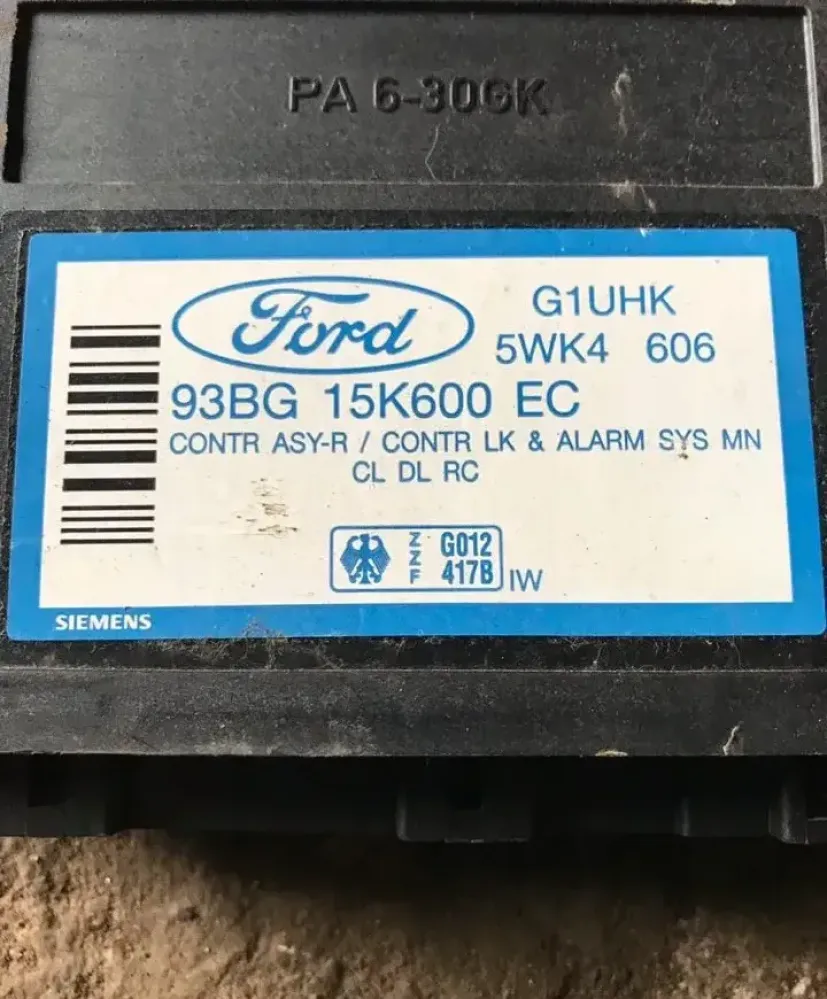 PA 6-30GK
Ford
G1UHK
5WK4 606
93BG 15K600 EC
CONTR ASY-R / CONTR LK & ALARM SYS MN
CL DL RC
ZZF
G012
417B
IW
SIEMENS